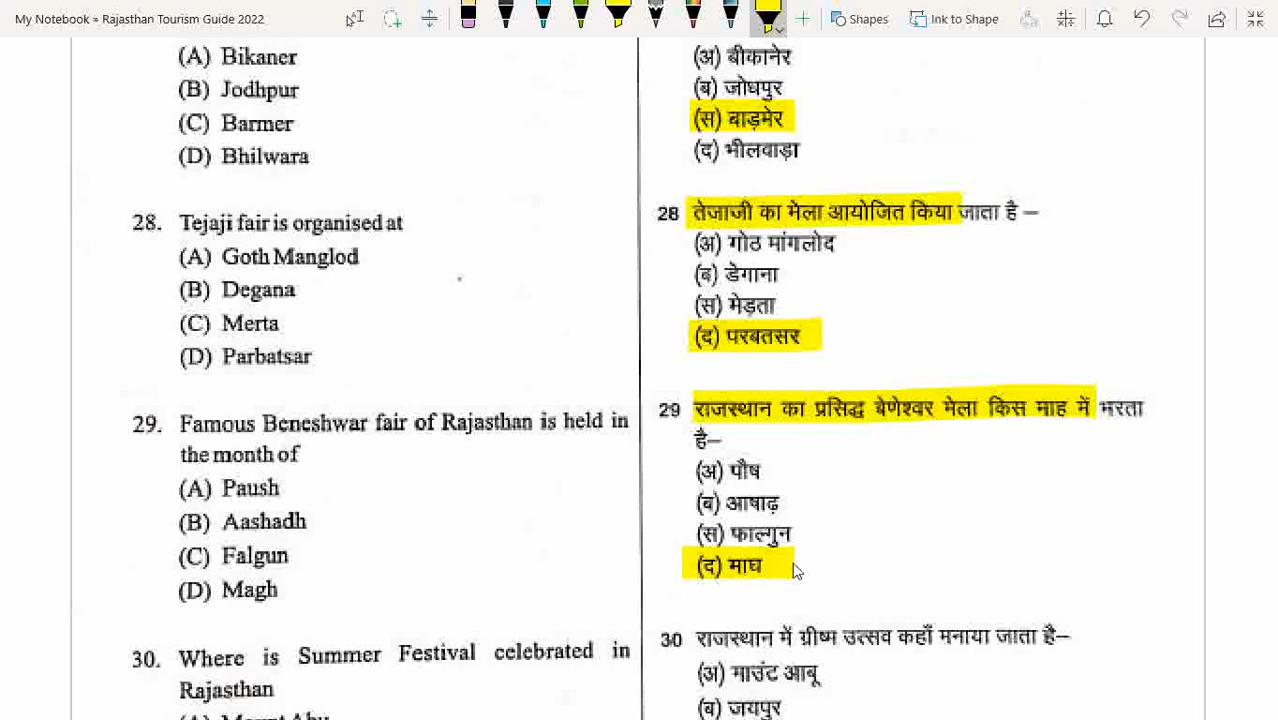 My Notebook » Rajasthan Tourism Guide 2022
Shapes
Ink to Shape
(A) Bikaner
(B) Jodhpur
(C) Barmer
(D) Bhilwara
28. Tejaji fair is organised at
(A) Goth Manglod
(B) Degana
(C) Merta
(D) Parbatsar
29. Famous Beneshwar fair of Rajasthan is held in
the month of
(A) Paush
(B) Aashadh
(C) Falgun
(D) Magh
30. Where is Summer Festival celebrated in
Rajasthan
(A) Mount Abu
(अ) बीकानेर
(ब) जोधपुर
(स) बाड़मेर
(द) भीलवाड़ा
28 तेजाजी का मेला आयोजित किया जाता है –
(अ) गोठ मांगलोद
(ब) डेगाना
(स) मेड़ता
(द) परबतसर
29 राजस्थान का प्रसिद्ध बेणेश्वर मेला किस माह में भरता
है–
(अ) पौष
(ब) आषाढ़
(स) फाल्गुन
(द) माघ
30 राजस्थान में ग्रीष्म उत्सव कहाँ मनाया जाता है–
(अ) माउंट आबू
(ब) जयपुर